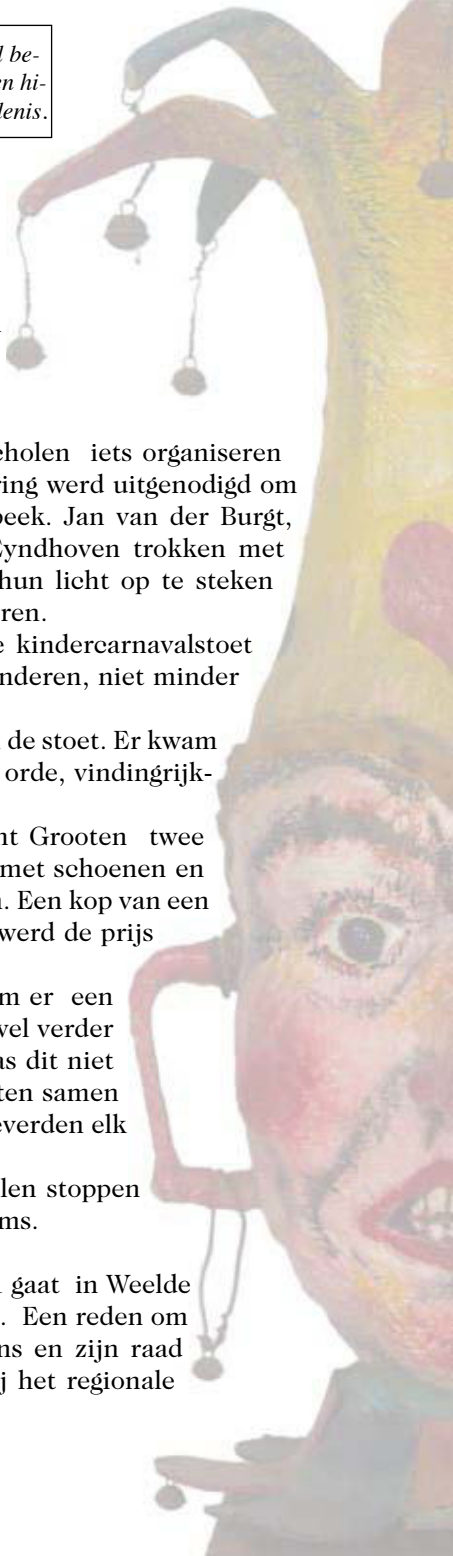 l be-
en hi-
denis.
eholen iets organiseren
ring werd uitgenodigd om
beek. Jan van der Burgt,
Eyndhoven trokken met
hun licht op te steken
ren.
e kindercarnavalstoet
nderen, niet minder
de stoet. Er kwam
orde, vindingrijk-
nt Grooten twee
met schoenen en
n. Een kop van een
werd de prijs
m er een
wel verder
as dit niet
ten samen
everden elk
len stoppen
ms.
gaat in Weelde
. Een reden om
ns en zijn raad
ij het regionale